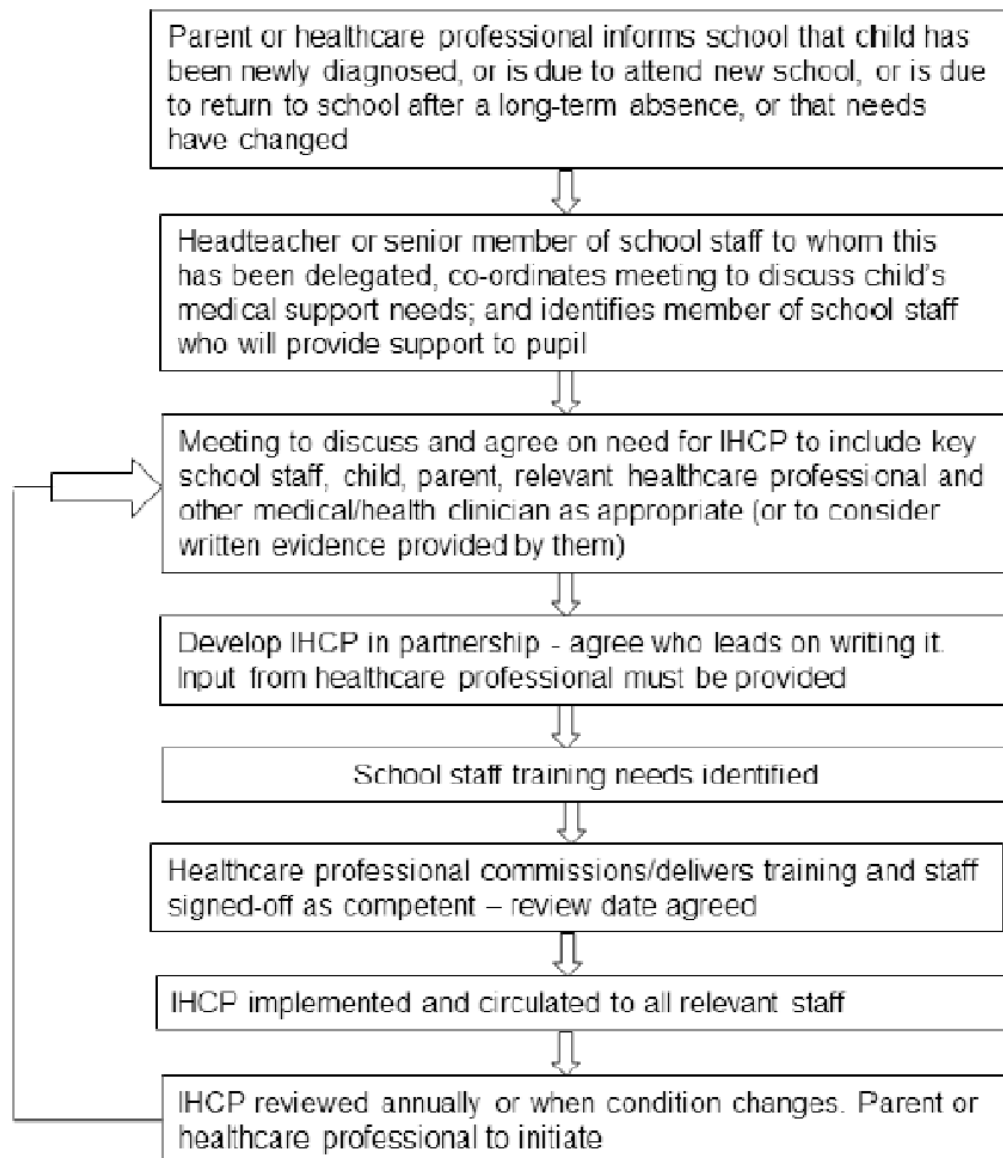 Parent or healthcare professional informs school that child has
been newly diagnosed, or is due to attend new school, or is due
to return to school after a long-term absence, or that needs
have changed
Headteacher or senior member of school staff to whom this
has been delegated, co-ordinates meeting to discuss child's
medical support needs; and identifies member of school staff
who will provide support to pupil
Meeting to discuss and agree on need for IHCP to include key
school staff, child, parent, relevant healthcare professional and
other medical/health clinician as appropriate (or to consider
written evidence provided by them)
Develop IHCP in partnership - agree who leads on writing it.
Input from healthcare professional must be provided
School staff training needs identified
Healthcare professional commissions/delivers training and staff
signed-off as competent – review date agreed
IHCP implemented and circulated to all relevant staff
IHCP reviewed annually or when condition changes. Parent or
healthcare professional to initiate